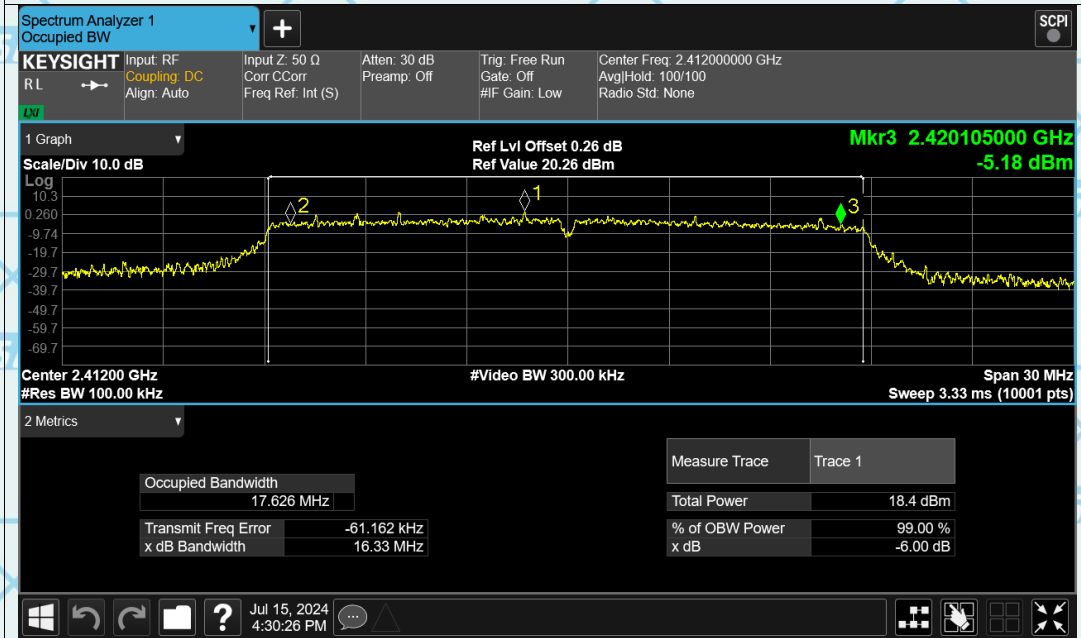 Spectrum Analyzer 1
Occupied BW
+
SCPI
KEYSIGHT
RL
LXI
Input: RF
Coupling: DC
Align: Auto
Input Z: 50 Ω
Corr CCorr
Freq Ref: Int (S)
Atten: 30 dB
Preamp: Off
Trig: Free Run
Gate: Off
#IF Gain: Low
Center Freq: 2.412000000 GHz
Avg|Hold: 100/100
Radio Std: None
1 Graph
Scale/Div 10.0 dB
Log
Ref Lvl Offset 0.26 dB
Ref Value 20.26 dBm
Mkr3 2.420105000 GHz
-5.18 dBm
10.3
0.260
-9.74
-19.7
-29.7
-39.7
-49.7
-59.7
-69.7
2
1
3
Center 2.41200 GHz
#Video BW 300.00 kHz
Span 30 MHz
#Res BW 100.00 kHz
Sweep 3.33 ms (10001 pts)
2 Metrics
Occupied Bandwidth
17.626 MHz
Transmit Freq Error -61.162 kHz
x dB Bandwidth 16.33 MHz
Measure Trace Trace 1
Total Power 18.4 dBm
% of OBW Power 99.00 %
x dB -6.00 dB
?
Jul 15, 2024
4:30:26 PM